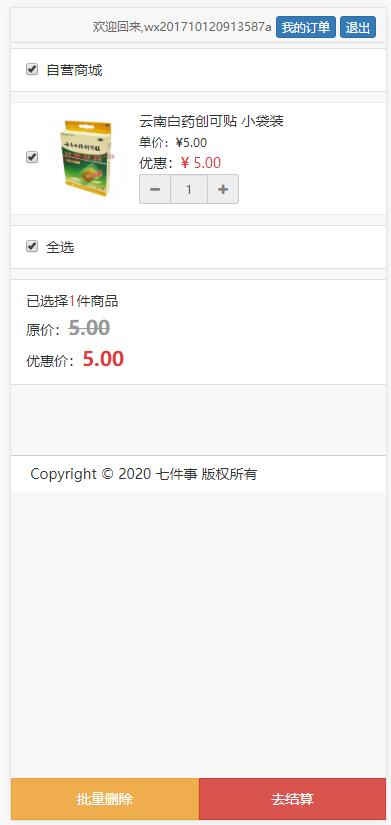 欢迎回来,wx201710120913587a 我的订单 退出
自营商城
云南白药创可贴 小袋装
单价：¥5.00
优惠：¥ 5.00
1
全选
已选择1件商品
原价：5.00
优惠价：5.00
Copyright © 2020 七件事 版权所有
批量删除 去结算